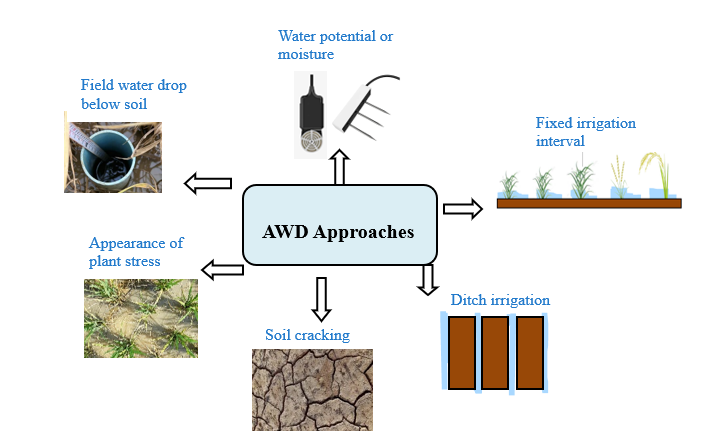 Water potential or
moisture
Field water drop
below soil
Fixed irrigation
interval
AWD Approaches
Appearance of
plant stress
Ditch irrigation
Soil cracking